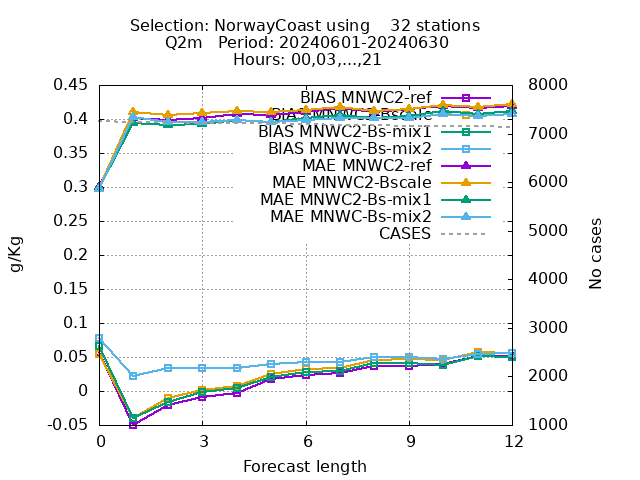 Selection: NorwayCoast using    32 stations
Q2m   Period: 20240601-20240630
Hours: 00,03,...,21
0.45
0.4
0.35
0.3
0.25
0.2
0.15
0.1
0.05
0
-0.05
8000
7000
6000
5000
4000
3000
2000
1000
0
3
6
9
12
g/Kg
No cases
Forecast length
BIAS MNWC2-ref
BIAS MNWC2-Bscale
BIAS MNWC2-Bs-mix1
BIAS MNWC-Bs-mix2
MAE MNWC2-ref
MAE MNWC2-Bscale
MAE MNWC2-Bs-mix1
MAE MNWC-Bs-mix2
CASES